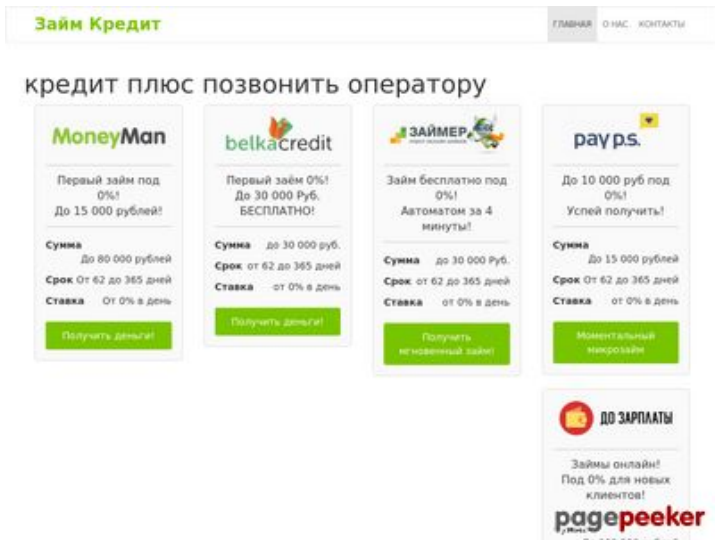 Займ Кредит
ГЛАВНАЯ О НАС КОНТАКТЫ
кредит плюс позвонить оператору
MoneyMan
Первый займ под
0%!
До 15 000 рублей!
Сумма
До 80 000 рублей
Срок От 62 до 365 дней
Ставка От 0% в день
Получить деньги!
belkacredit
Первый заём 0%!
До 30 000 Руб.
БЕСПЛАТНО!
Сумма до 30 000 руб.
Срок от 62 до 365 дней
Ставка от 0% в день
Получить деньги!
ЗАЙМЕР
Займ бесплатно под
0%!
Автоматом за 4
минуты!
Сумма до 30 000 Руб.
Срок от 62 до 365 дней
Ставка от 0% в день
Получить
мгновенный займ!
pay p.s.
До 10 000 руб под
0%!
Успей получить!
Сумма
До 15 000 рублей
Срок От 62 до 365 дней
Ставка от 0% в день
Моментальный
микрозайм
ДО ЗАРПЛАТЫ
Займы онлайн!
Под 0% для новых
клиентов!
pagepeeker